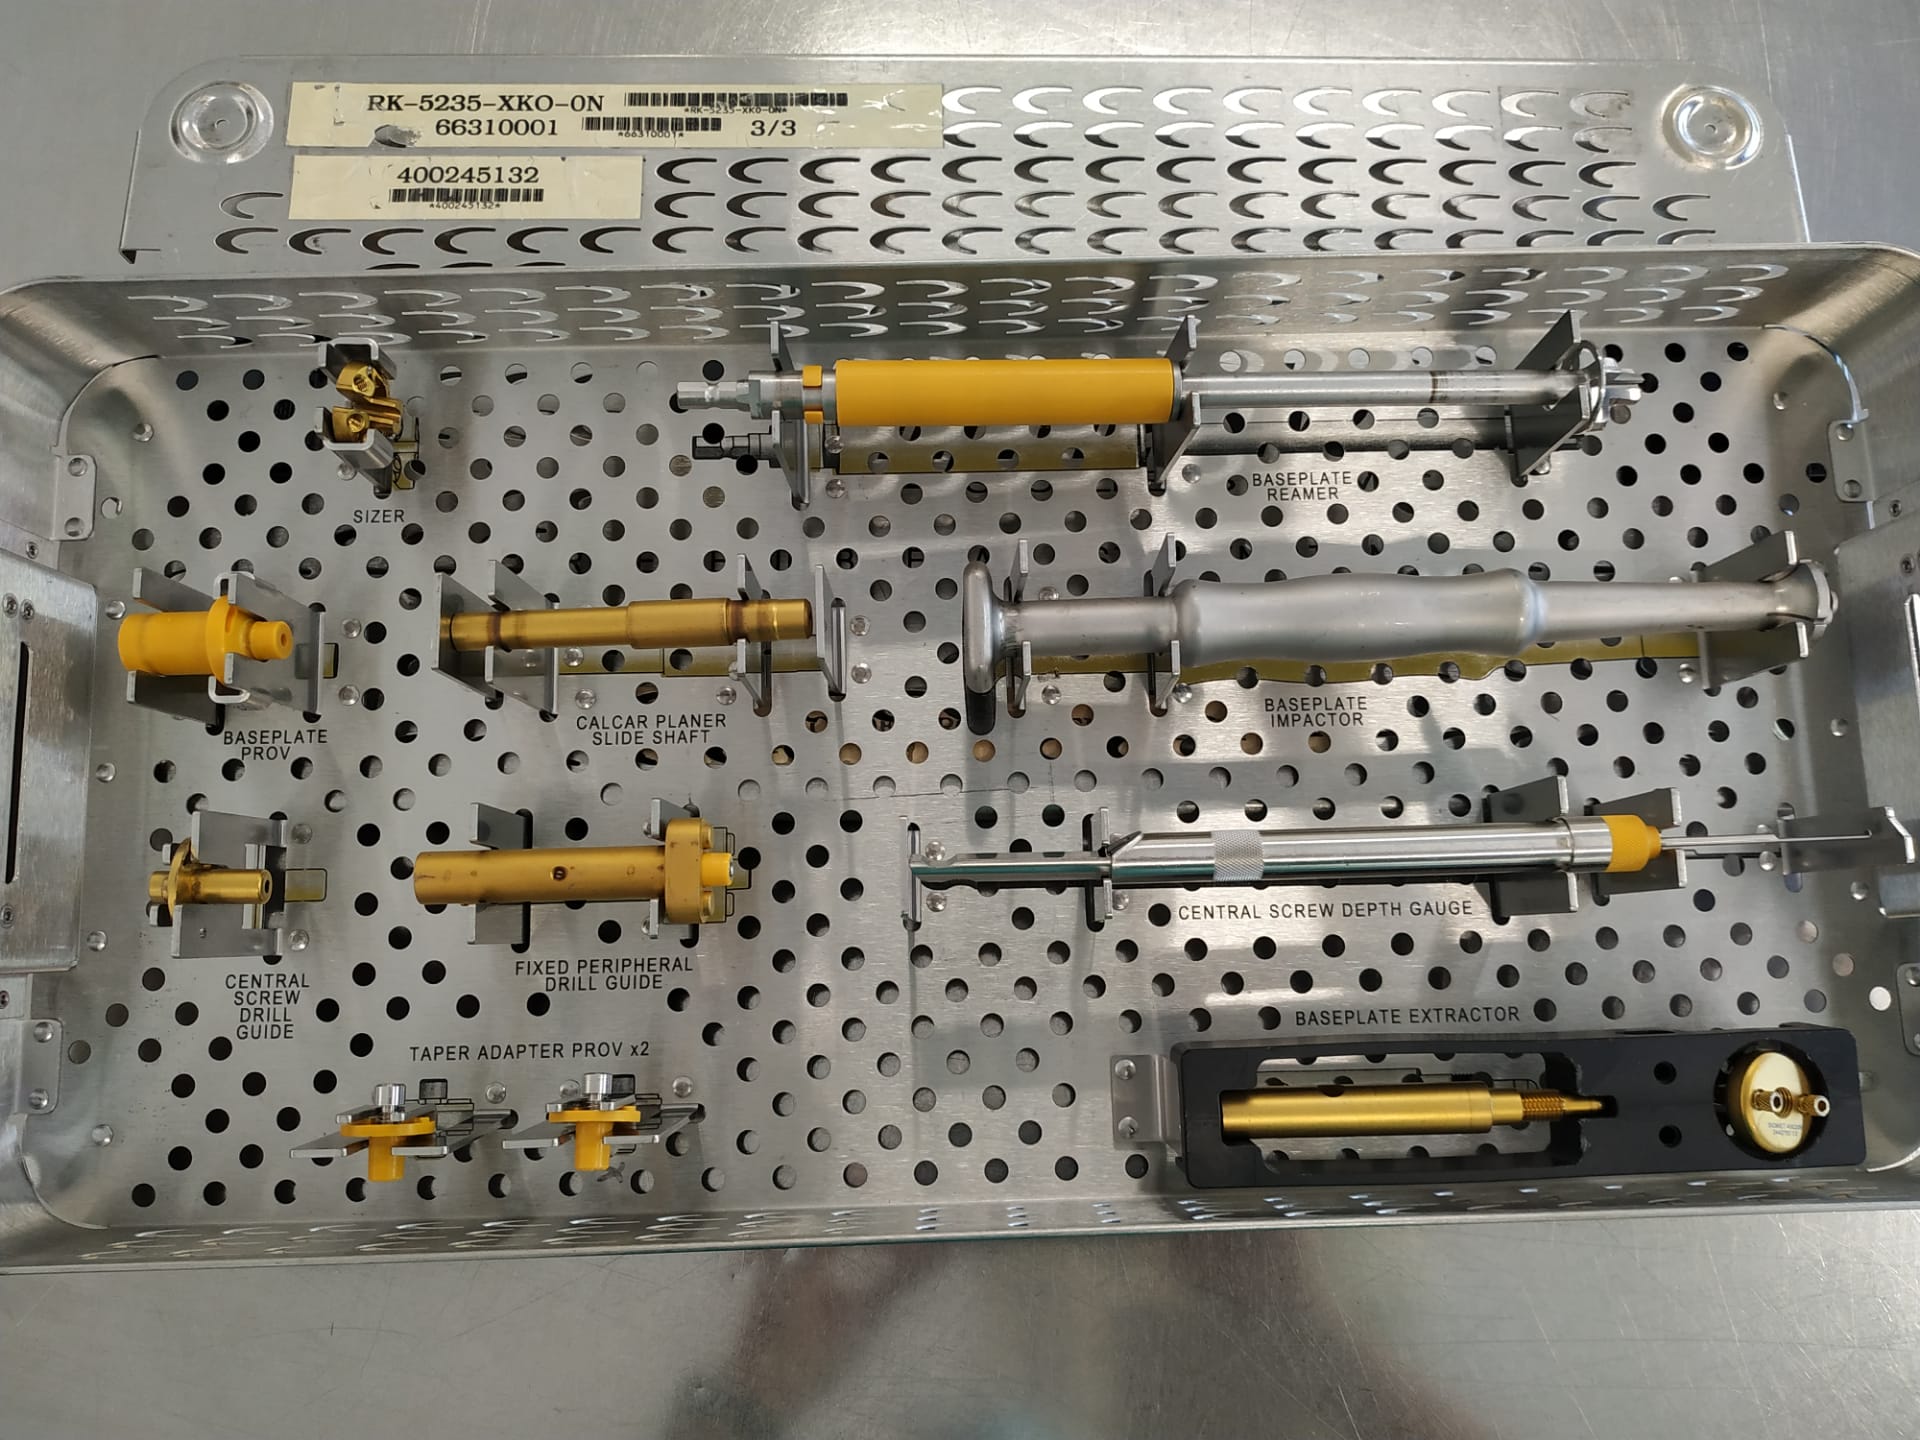 RK-5235-XKO-0N
*RK-5235-XK0-0N*
66310001
*66310001*
3/3
400245132
*400245132*
SIZER
BASEPLATE
REAMER
BASEPLATE
PROV
CALCAR PLANER
SLIDE SHAFT
BASEPLATE
IMPACTOR
CENTRAL
SCREW
DRILL
GUIDE
FIXED PERIPHERAL
DRILL GUIDE
CENTRAL SCREW DEPTH GAUGE
TAPER ADAPTER PROV x2
BASEPLATE EXTRACTOR